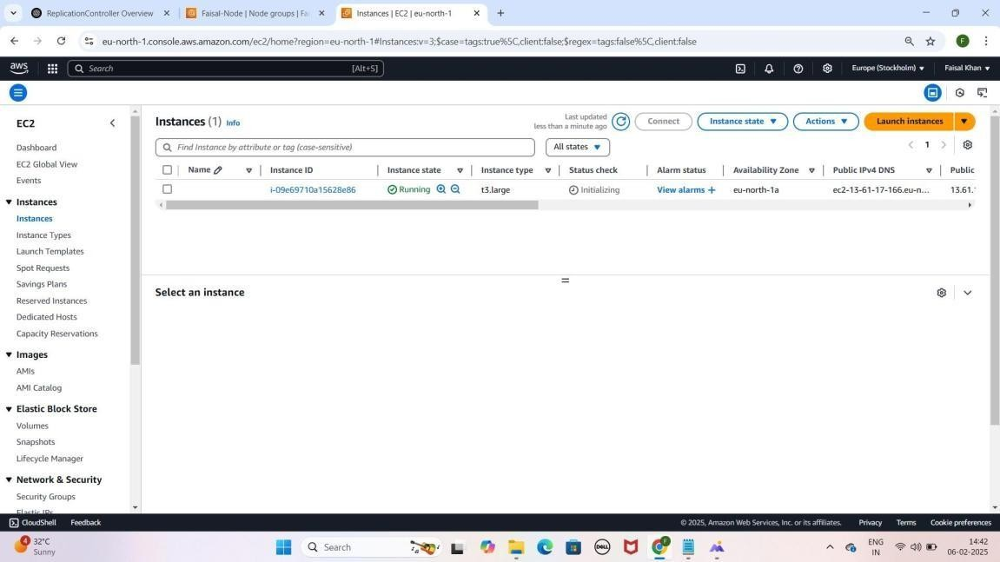 ReplicationController Overview
Faisal-Node | Node groups | Fai
Instances | EC2 | eu-north-1
eu-north-1.console.aws.amazon.com/ec2/home?region=eu-north-1#Instances:v=3;$case=tags:true%5C,client:false;$regex=tags:false%5C,client:false
F
aws
Search
[Alt+S]
Europe (Stockholm)
Faisal Khan
EC2
Dashboard
EC2 Global View
Events
Instances
Instances
Instance Types
Launch Templates
Spot Requests
Savings Plans
Reserved Instances
Dedicated Hosts
Capacity Reservations
Images
AMIs
AMI Catalog
Elastic Block Store
Volumes
Snapshots
Lifecycle Manager
Network & Security
Security Groups
Elastic IPs
Instances (1) Info
Last updated
less than a minute ago
Connect
Instance state
Actions
Launch instances
Find Instance by attribute or tag (case-sensitive)
All states
1
Name
Instance ID
Instance state
Instance type
Status check
Alarm status
Availability Zone
Public IPv4 DNS
Public
i-09e69710a15628e86
Running
t3.large
Initializing
View alarms +
eu-north-1a
ec2-13-61-17-166.eu-n...
13.61.
Select an instance
CloudShell
Feedback
© 2025, Amazon Web Services, Inc. or its affiliates.
Privacy
Terms
Cookie preferences
4
32°C
Sunny
Search
DELL
F
ENG
IN
14:42
06-02-2025